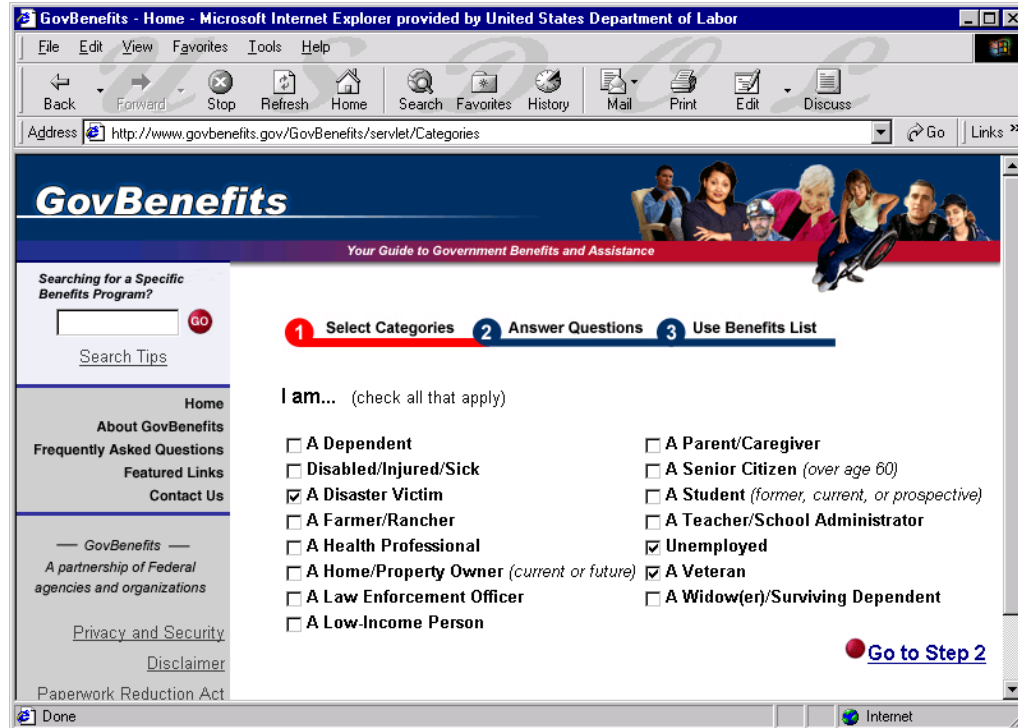 GovBenefits - Home - Microsoft Internet Explorer provided by United States Department of Labor
File Edit View Favorites Tools Help
USDOL
Back Forward Stop Refresh Home Search Favorites History Mail Print Edit Discuss
Address http://www.govbenefits.gov/GovBenefits/servlet/Categories Go Links »
GovBenefits
Your Guide to Government Benefits and Assistance
Searching for a Specific
Benefits Program?
GO
Search Tips
Home
About GovBenefits
Frequently Asked Questions
Featured Links
Contact Us
GovBenefits
A partnership of Federal
agencies and organizations
Privacy and Security
Disclaimer
Paperwork Reduction Act
1 Select Categories 2 Answer Questions 3 Use Benefits List
I am... (check all that apply)
A Dependent
Disabled/Injured/Sick
A Disaster Victim
A Farmer/Rancher
A Health Professional
A Home/Property Owner (current or future)
A Law Enforcement Officer
A Low-Income Person
A Parent/Caregiver
A Senior Citizen (over age 60)
A Student (former, current, or prospective)
A Teacher/School Administrator
Unemployed
A Veteran
A Widow(er)/Surviving Dependent
Go to Step 2
Done Internet